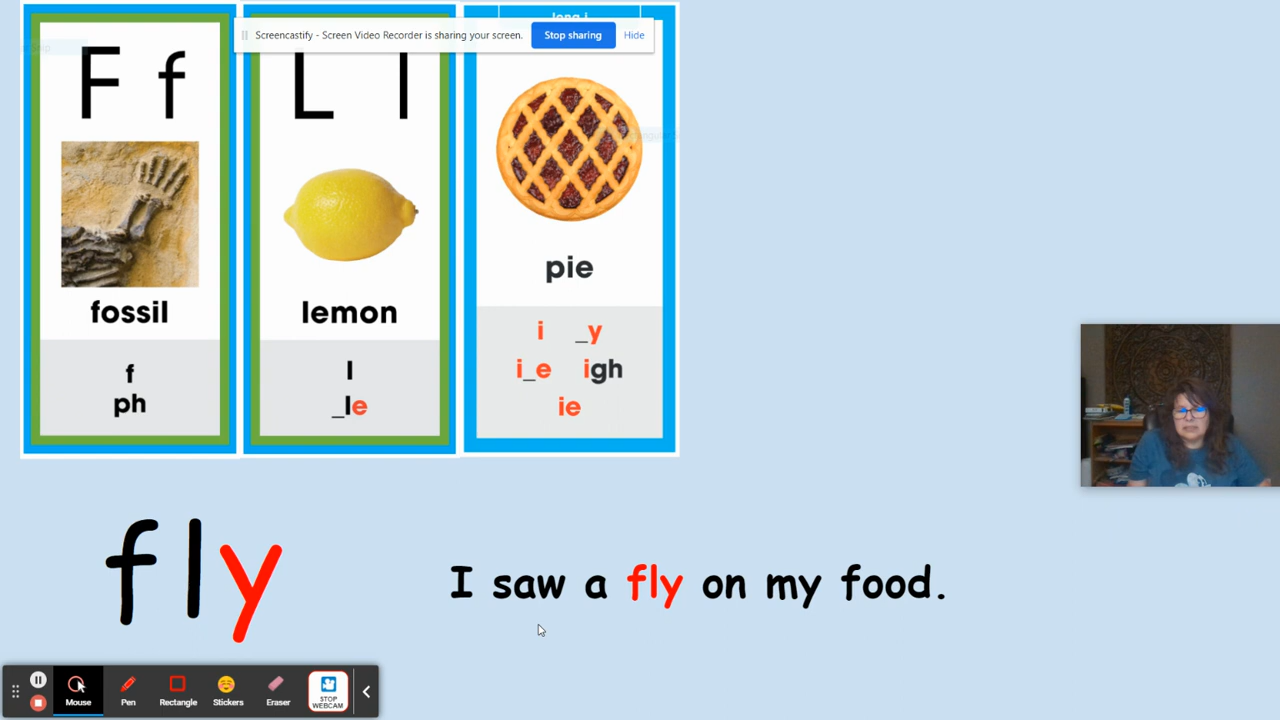 long i
Screencastify - Screen Video Recorder is sharing your screen.
Stop sharing
Hide
F f
L l
fossil
lemon
pie
f
ph
l
_le
i _y
i_e igh
ie
fly
I saw a fly on my food.
Mouse
Pen
Rectangle
Stickers
Eraser
STOP
WEBCAM